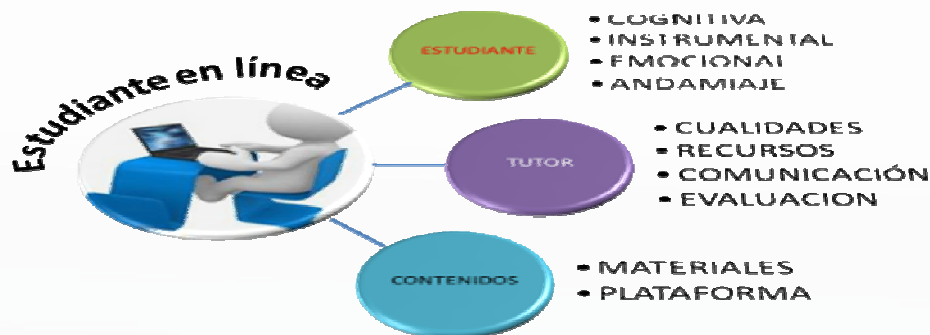 Estudiante en línea
ESTUDIANTE
• COGNITIVA
• INSTRUMENTAL
• EMOCIONAL
• ANDAMIAJE
TUTOR
• CUALIDADES
• RECURSOS
• COMUNICACIÓN
• EVALUACION
CONTENIDOS
• MATERIALES
• PLATAFORMA